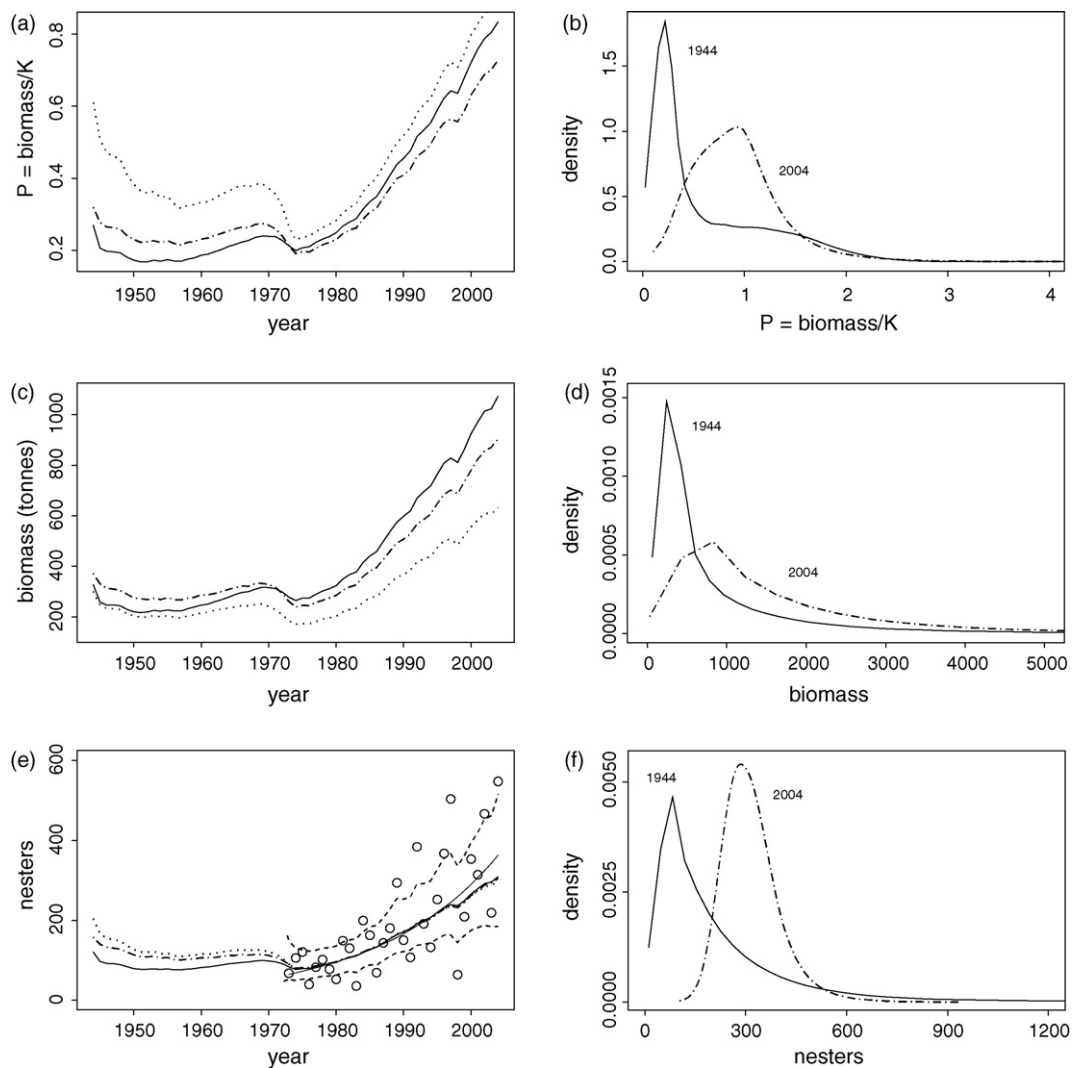 (a)
P = biomass/K
0.8
0.6
0.4
0.2
1950 1960 1970 1980 1990 2000
year
(b)
density
1.5
1.0
0.5
0.0
1944
2004
0 1 2 3 4
P = biomass/K
(c)
biomass (tonnes)
1000
800
600
400
200
1950 1960 1970 1980 1990 2000
year
(d)
density
0.0015
0.0010
0.0005
0.0000
1944
2004
0 1000 2000 3000 4000 5000
biomass
(e)
nesters
600
400
200
0
1950 1960 1970 1980 1990 2000
year
(f)
density
0.0050
0.0025
0.0000
1944
2004
0 300 600 900 1200
nesters